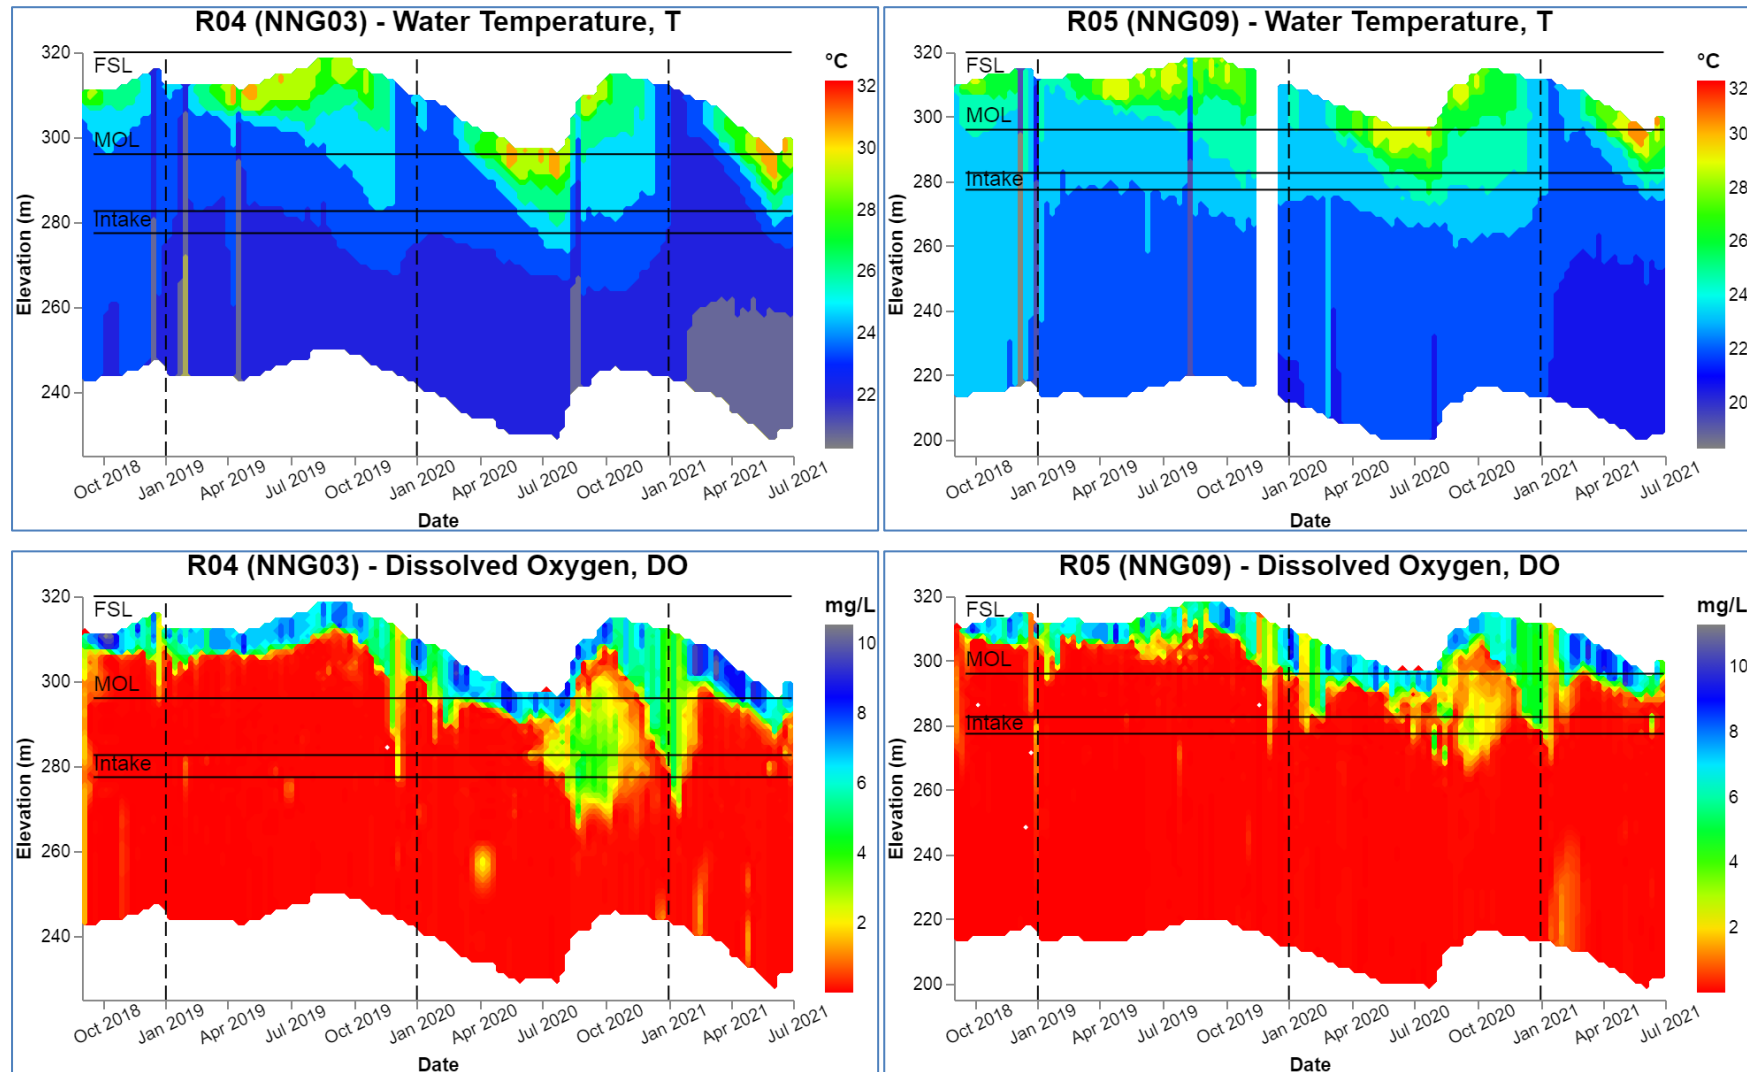 R04 (NNG03) - Water Temperature, T
°C
320
300
280
260
240
FSL
MOL
Intake
32
30
28
26
24
22
Elevation (m)
Oct 2018 Jan 2019 Apr 2019 Jul 2019 Oct 2019 Jan 2020 Apr 2020 Jul 2020 Oct 2020 Jan 2021 Apr 2021 Jul 2021
Date
R05 (NNG09) - Water Temperature, T
°C
320
300
280
260
240
220
200
FSL
MOL
Intake
32
30
28
26
24
22
20
Elevation (m)
Oct 2018 Jan 2019 Apr 2019 Jul 2019 Oct 2019 Jan 2020 Apr 2020 Jul 2020 Oct 2020 Jan 2021 Apr 2021 Jul 2021
Date
R04 (NNG03) - Dissolved Oxygen, DO
mg/L
320
300
280
260
240
FSL
MOL
Intake
10
8
6
4
2
Elevation (m)
Oct 2018 Jan 2019 Apr 2019 Jul 2019 Oct 2019 Jan 2020 Apr 2020 Jul 2020 Oct 2020 Jan 2021 Apr 2021 Jul 2021
Date
R05 (NNG09) - Dissolved Oxygen, DO
mg/L
320
300
280
260
240
220
200
FSL
MOL
Intake
10
8
6
4
2
Elevation (m)
Oct 2018 Jan 2019 Apr 2019 Jul 2019 Oct 2019 Jan 2020 Apr 2020 Jul 2020 Oct 2020 Jan 2021 Apr 2021 Jul 2021
Date